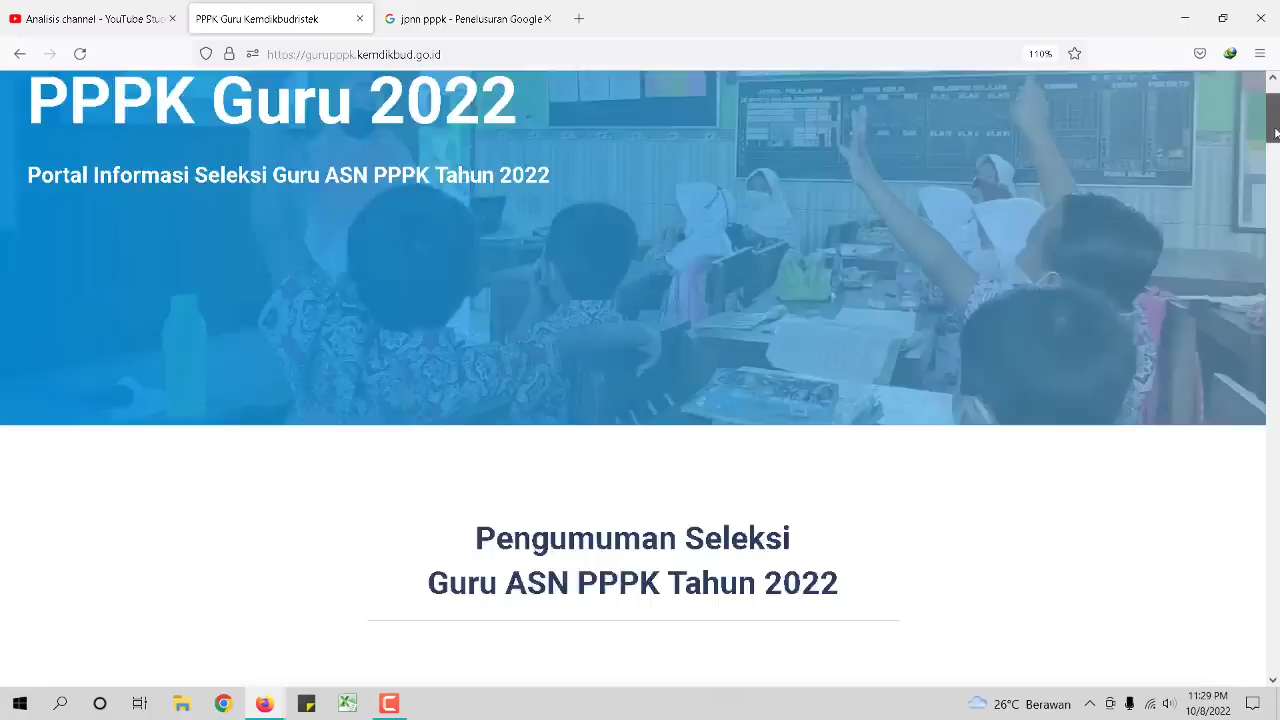 Analisis channel - YouTube Stu
PPPK Guru Kemdikbudristek
jpnn pppk - Penelusuran Google
https://gurupppk.kemdikbud.go.id
110%
PPPK Guru 2022
Portal Informasi Seleksi Guru ASN PPPK Tahun 2022
Pengumuman Seleksi
Guru ASN PPPK Tahun 2022
26°C Berawan
11:29 PM
10/8/2022